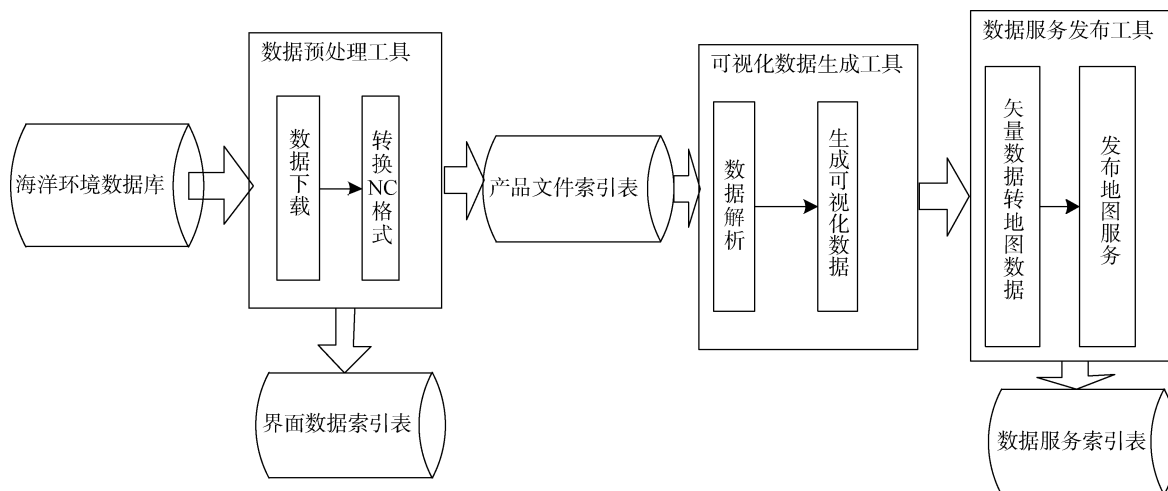 海洋环境数据库
数据预处理工具
数据下载
转换NC格式
界面数据索引表
产品文件索引表
可视化数据生成工具
数据解析
生成可视化数据
数据服务发布工具
矢量数据转地图数据
发布地图服务
数据服务索引表